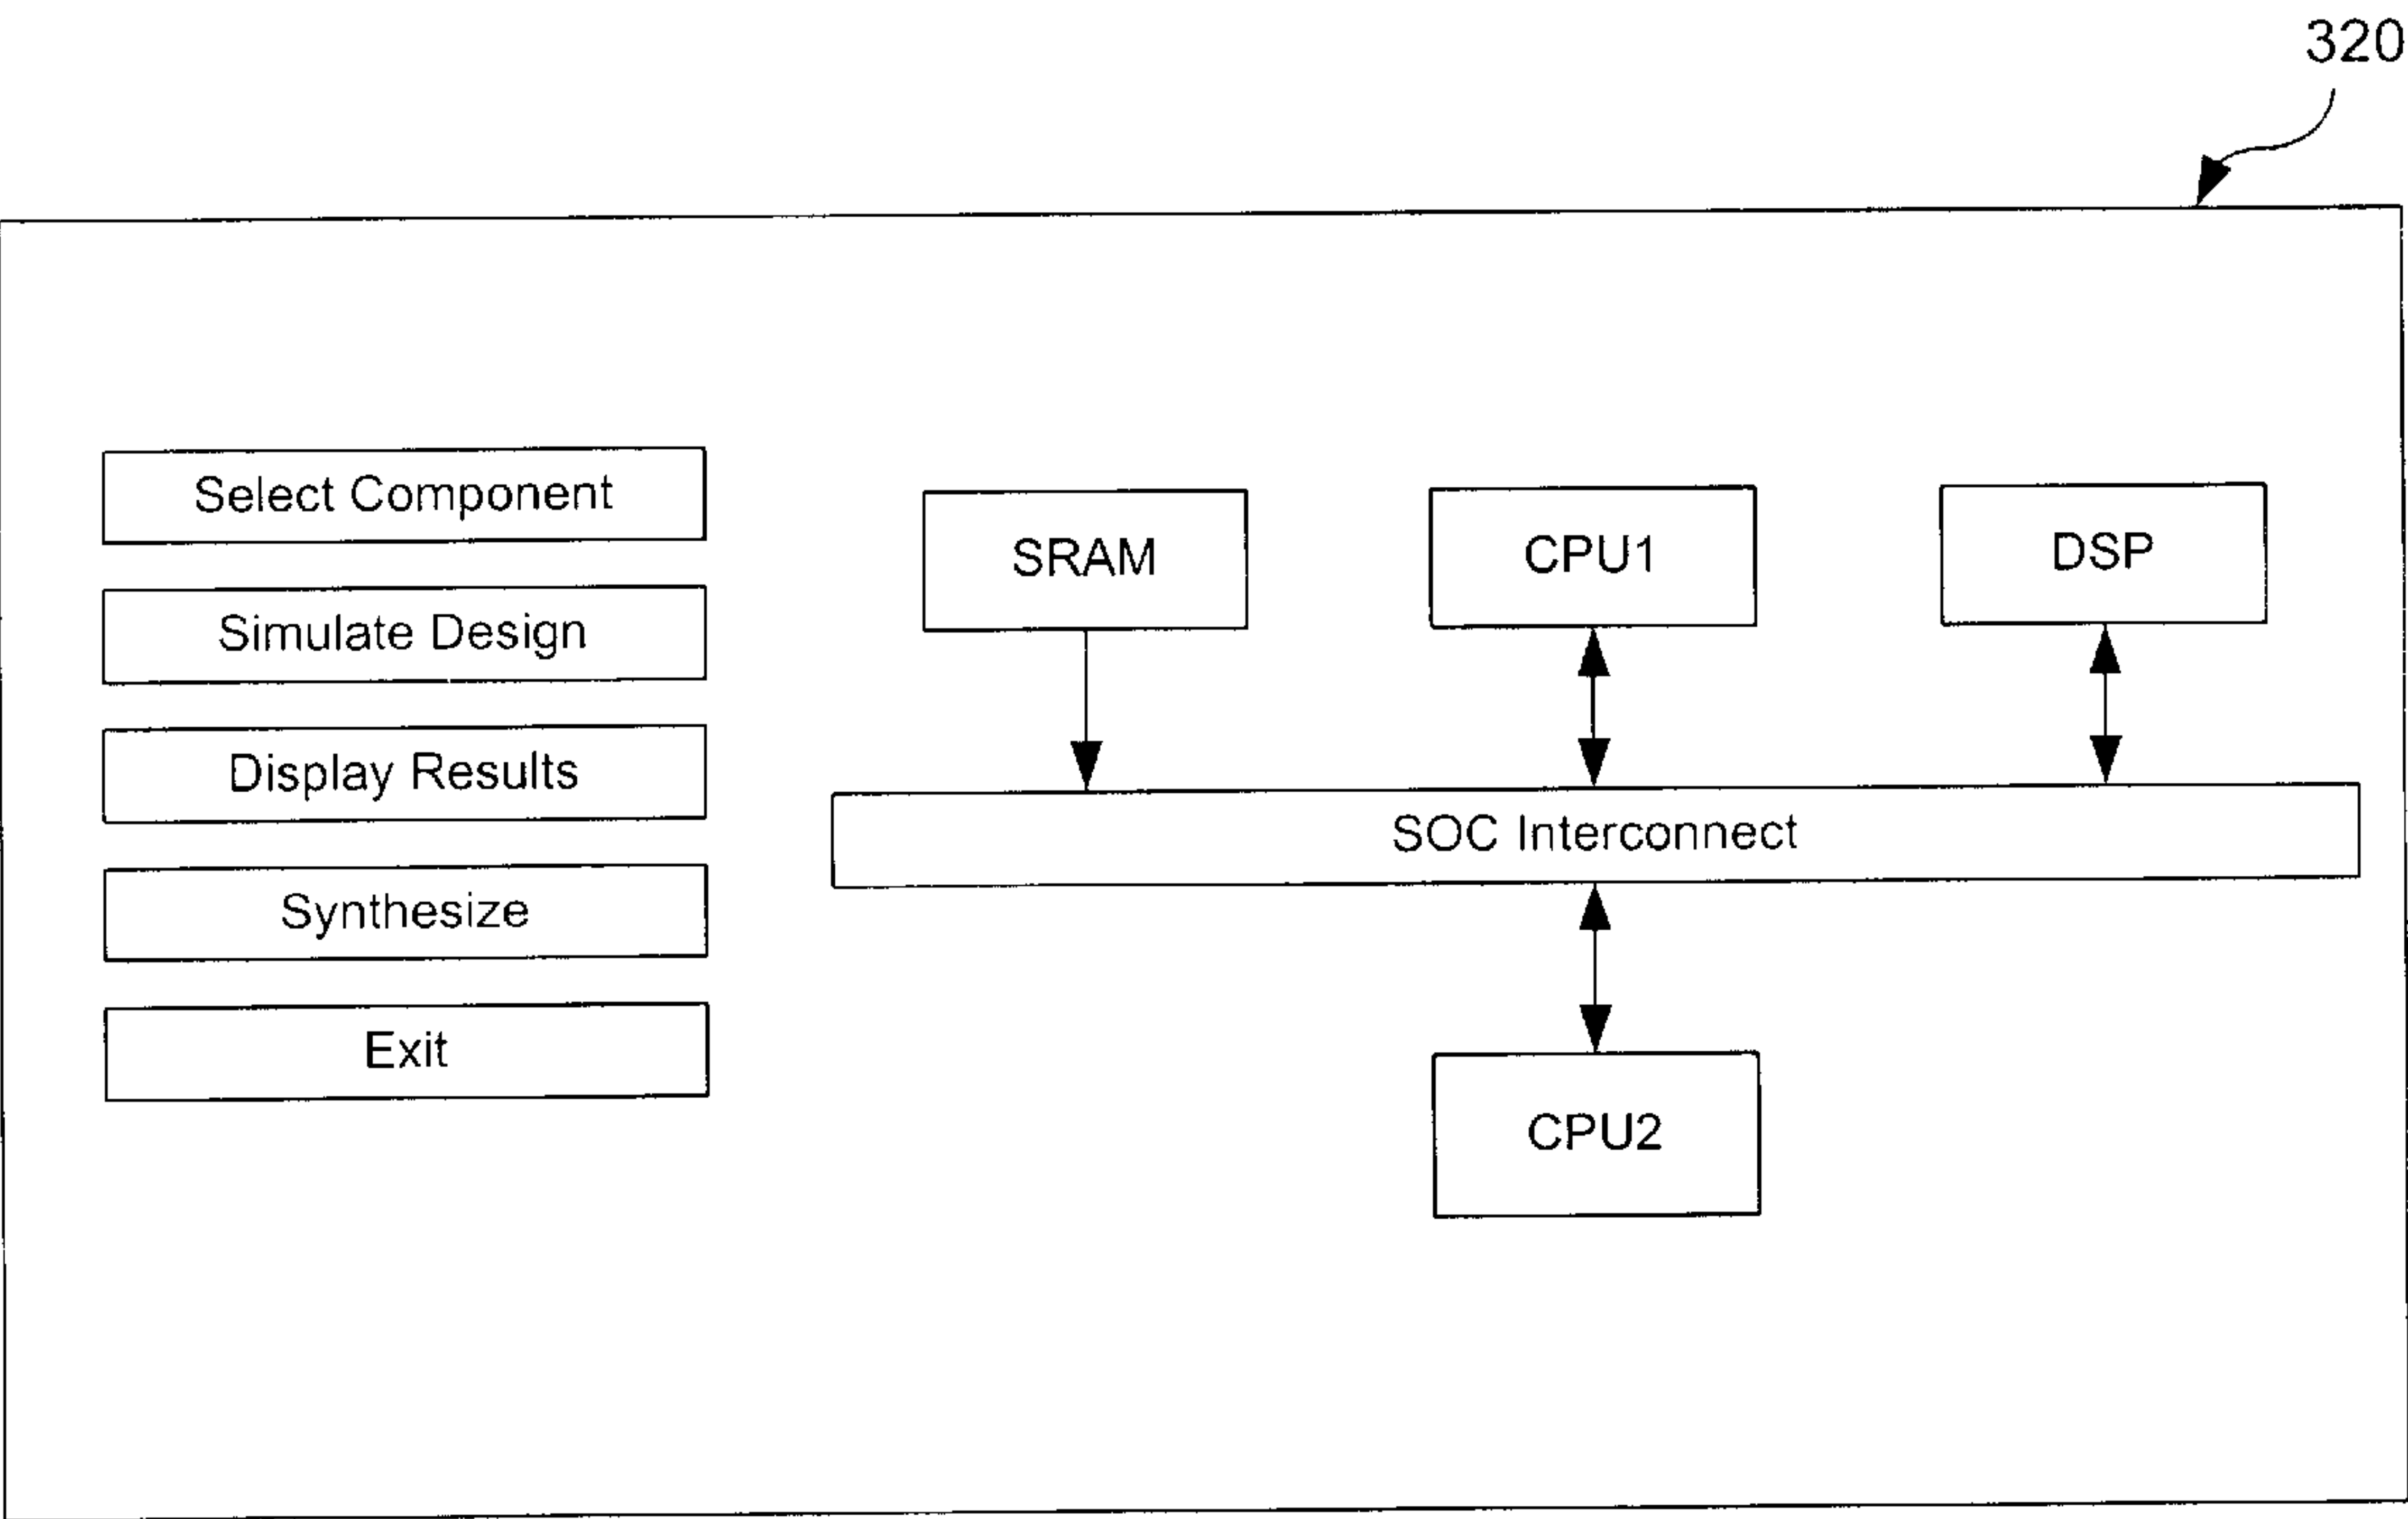 320
Select Component
Simulate Design
Display Results
Synthesize
Exit
SRAM
CPU1
DSP
SOC Interconnect
CPU2